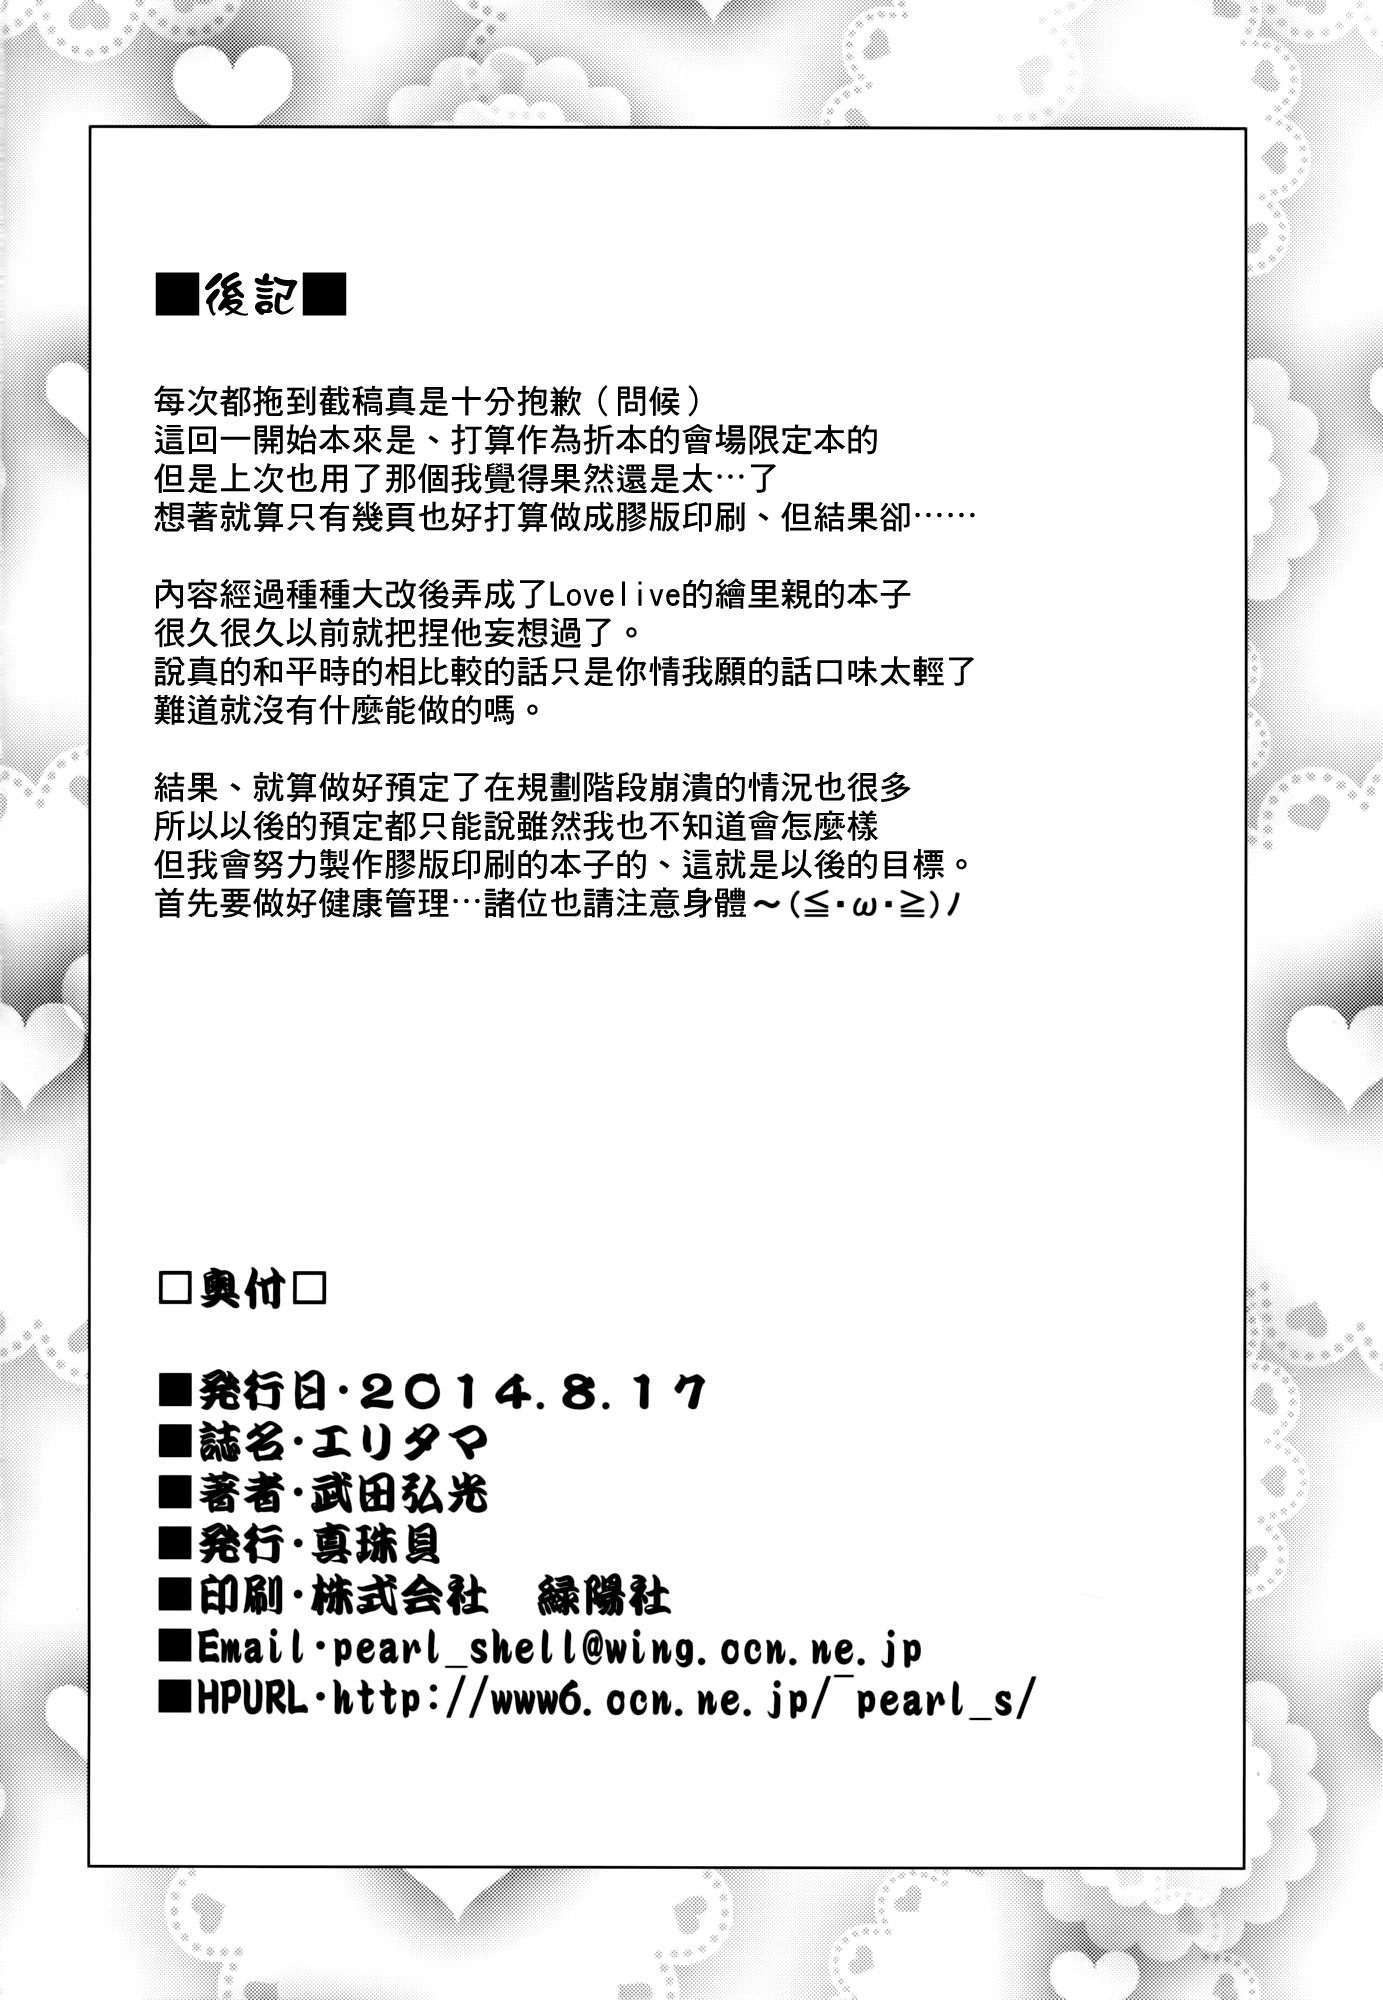 ■後記■
每次都拖到截稿真是十分抱歉（問候）
這回一開始本來是、打算作為折本的會場限定本的
但是上次也用了那個我覺得果然還是太…了
想著就算只有幾頁也好打算做成膠版印刷、但結果卻……
內容經過種種大改後弄成了Lovelive的繪里親的本子
很久很久以前就把捏他妄想過了。
說真的和平時的相比較的話只是你情我願的話口味太輕了
難道就沒有什麼能做的嗎。
結果、就算做好預定了在規劃階段崩潰的情況也很多
所以以後的預定都只能說雖然我也不知道會怎麼樣
但我會努力製作膠版印刷的本子的、這就是以後的目標。
首先要做好健康管理…諸位也請注意身體～(≦・ω・≧)ﾉ
□奥付□
■発行日・２０１４．８．１７
■誌名・エリタマ
■著者・武田弘光
■発行・真珠貝
■印刷・株式会社　緑陽社
■Email・pearl_shell@wing.ocn.ne.jp
■HPURL・http://www6.ocn.ne.jp/‾pearl_s/